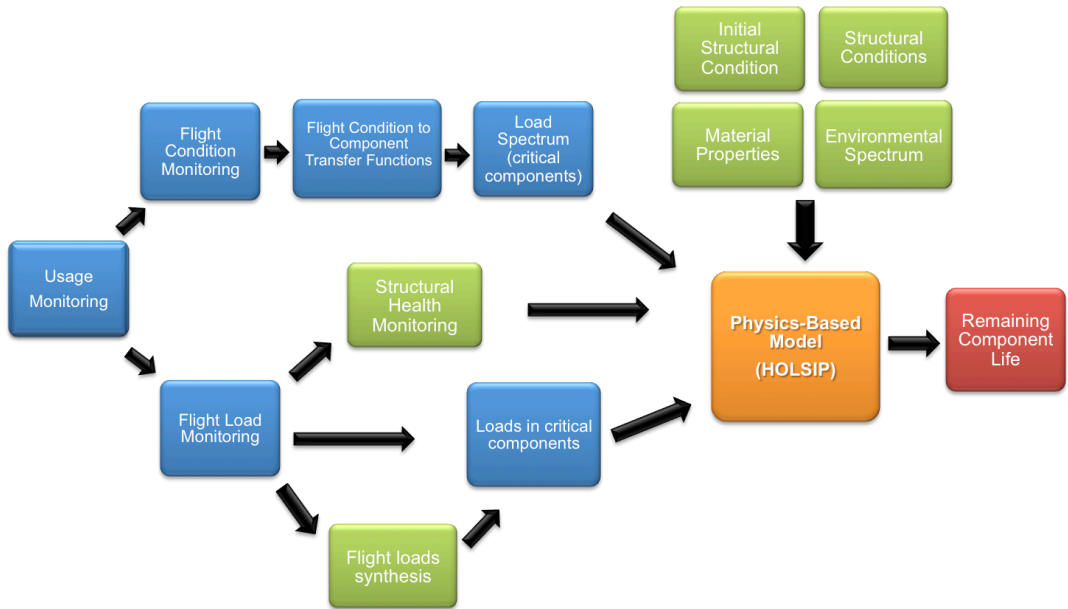 Initial
Structural
Condition
Structural
Conditions
Flight
Condition
Monitoring
Flight Condition to
Component
Transfer Functions
Load
Spectrum
(critical
components)
Material
Properties
Environmental
Spectrum
Usage
Monitoring
Structural
Health
Monitoring
Physics-Based
Model
(HOLSIP)
Remaining
Component
Life
Flight Load
Monitoring
Loads in critical
components
Flight loads
synthesis